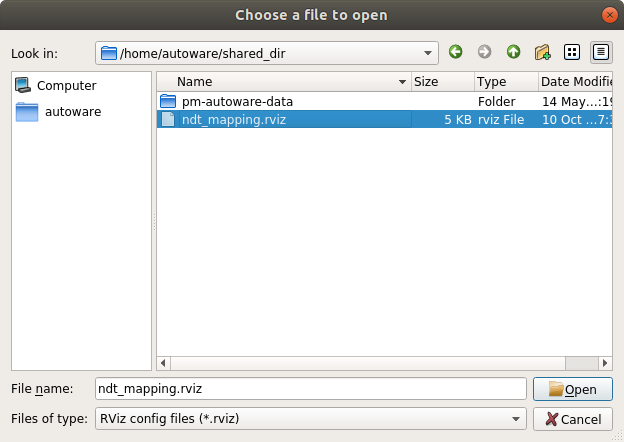 Choose a file to open
Look in: /home/autoware/shared_dir
Computer
autoware
Name Size Type Date Modifie
pm-autoware-data Folder 14 May...:19
ndt_mapping.rviz 5 KB rviz File 10 Oct ...7:3
File name: ndt_mapping.rviz Open
Files of type: RViz config files (*.rviz) Cancel